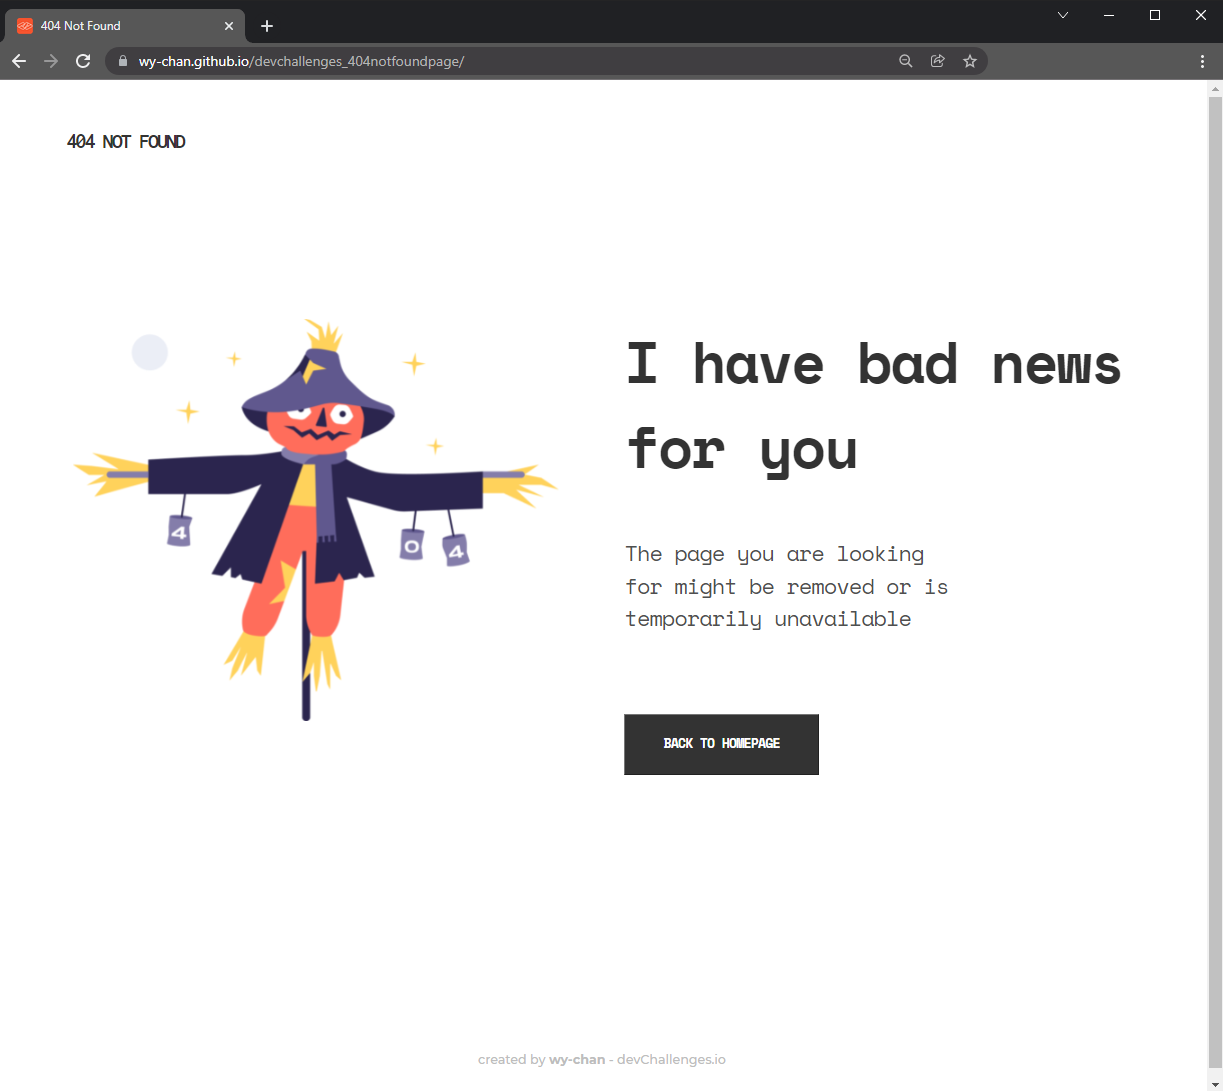 404 Not Found
wy-chan.github.io/devchallenges_404notfoundpage/
404 NOT FOUND
I have bad news
for you
4
0
4
The page you are looking
for might be removed or is
temporarily unavailable
BACK TO HOMEPAGE
created by wy-chan - devChallenges.io